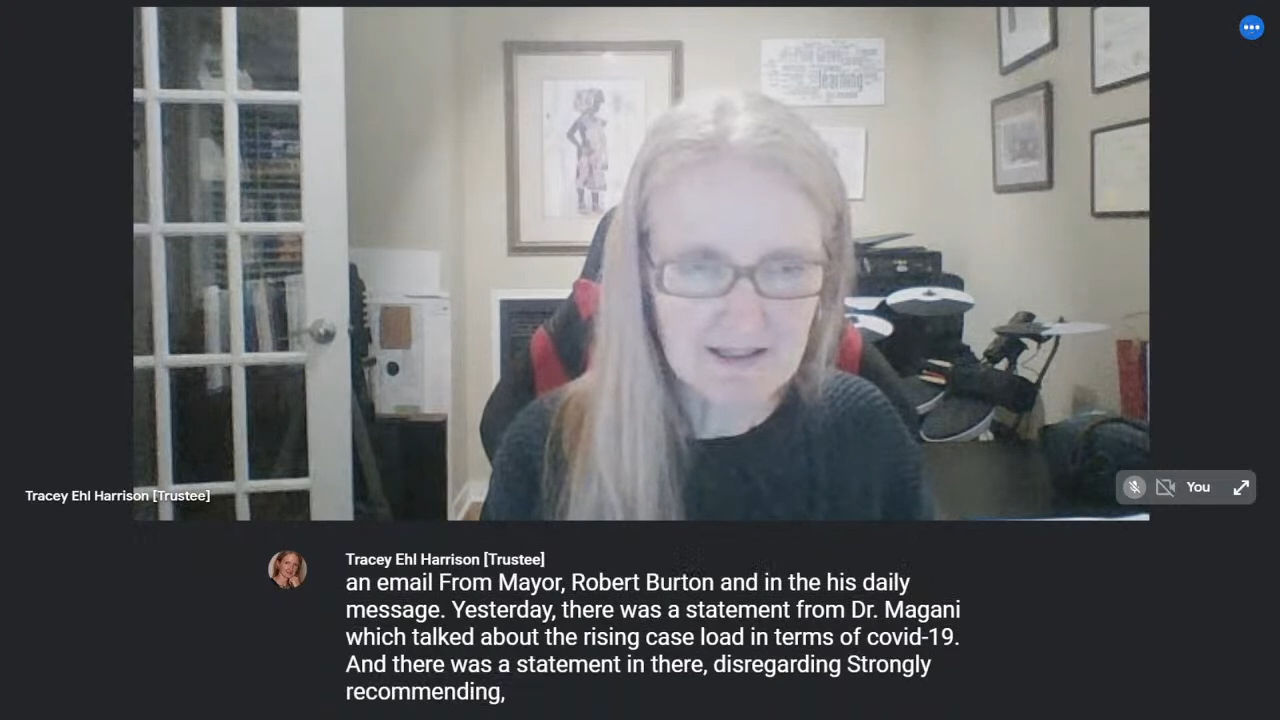 learning
Tracey Ehl Harrison [Trustee]
You
Tracey Ehl Harrison [Trustee]
an email From Mayor, Robert Burton and in the his daily
message. Yesterday, there was a statement from Dr. Magani
which talked about the rising case load in terms of covid-19.
And there was a statement in there, disregarding Strongly
recommending,